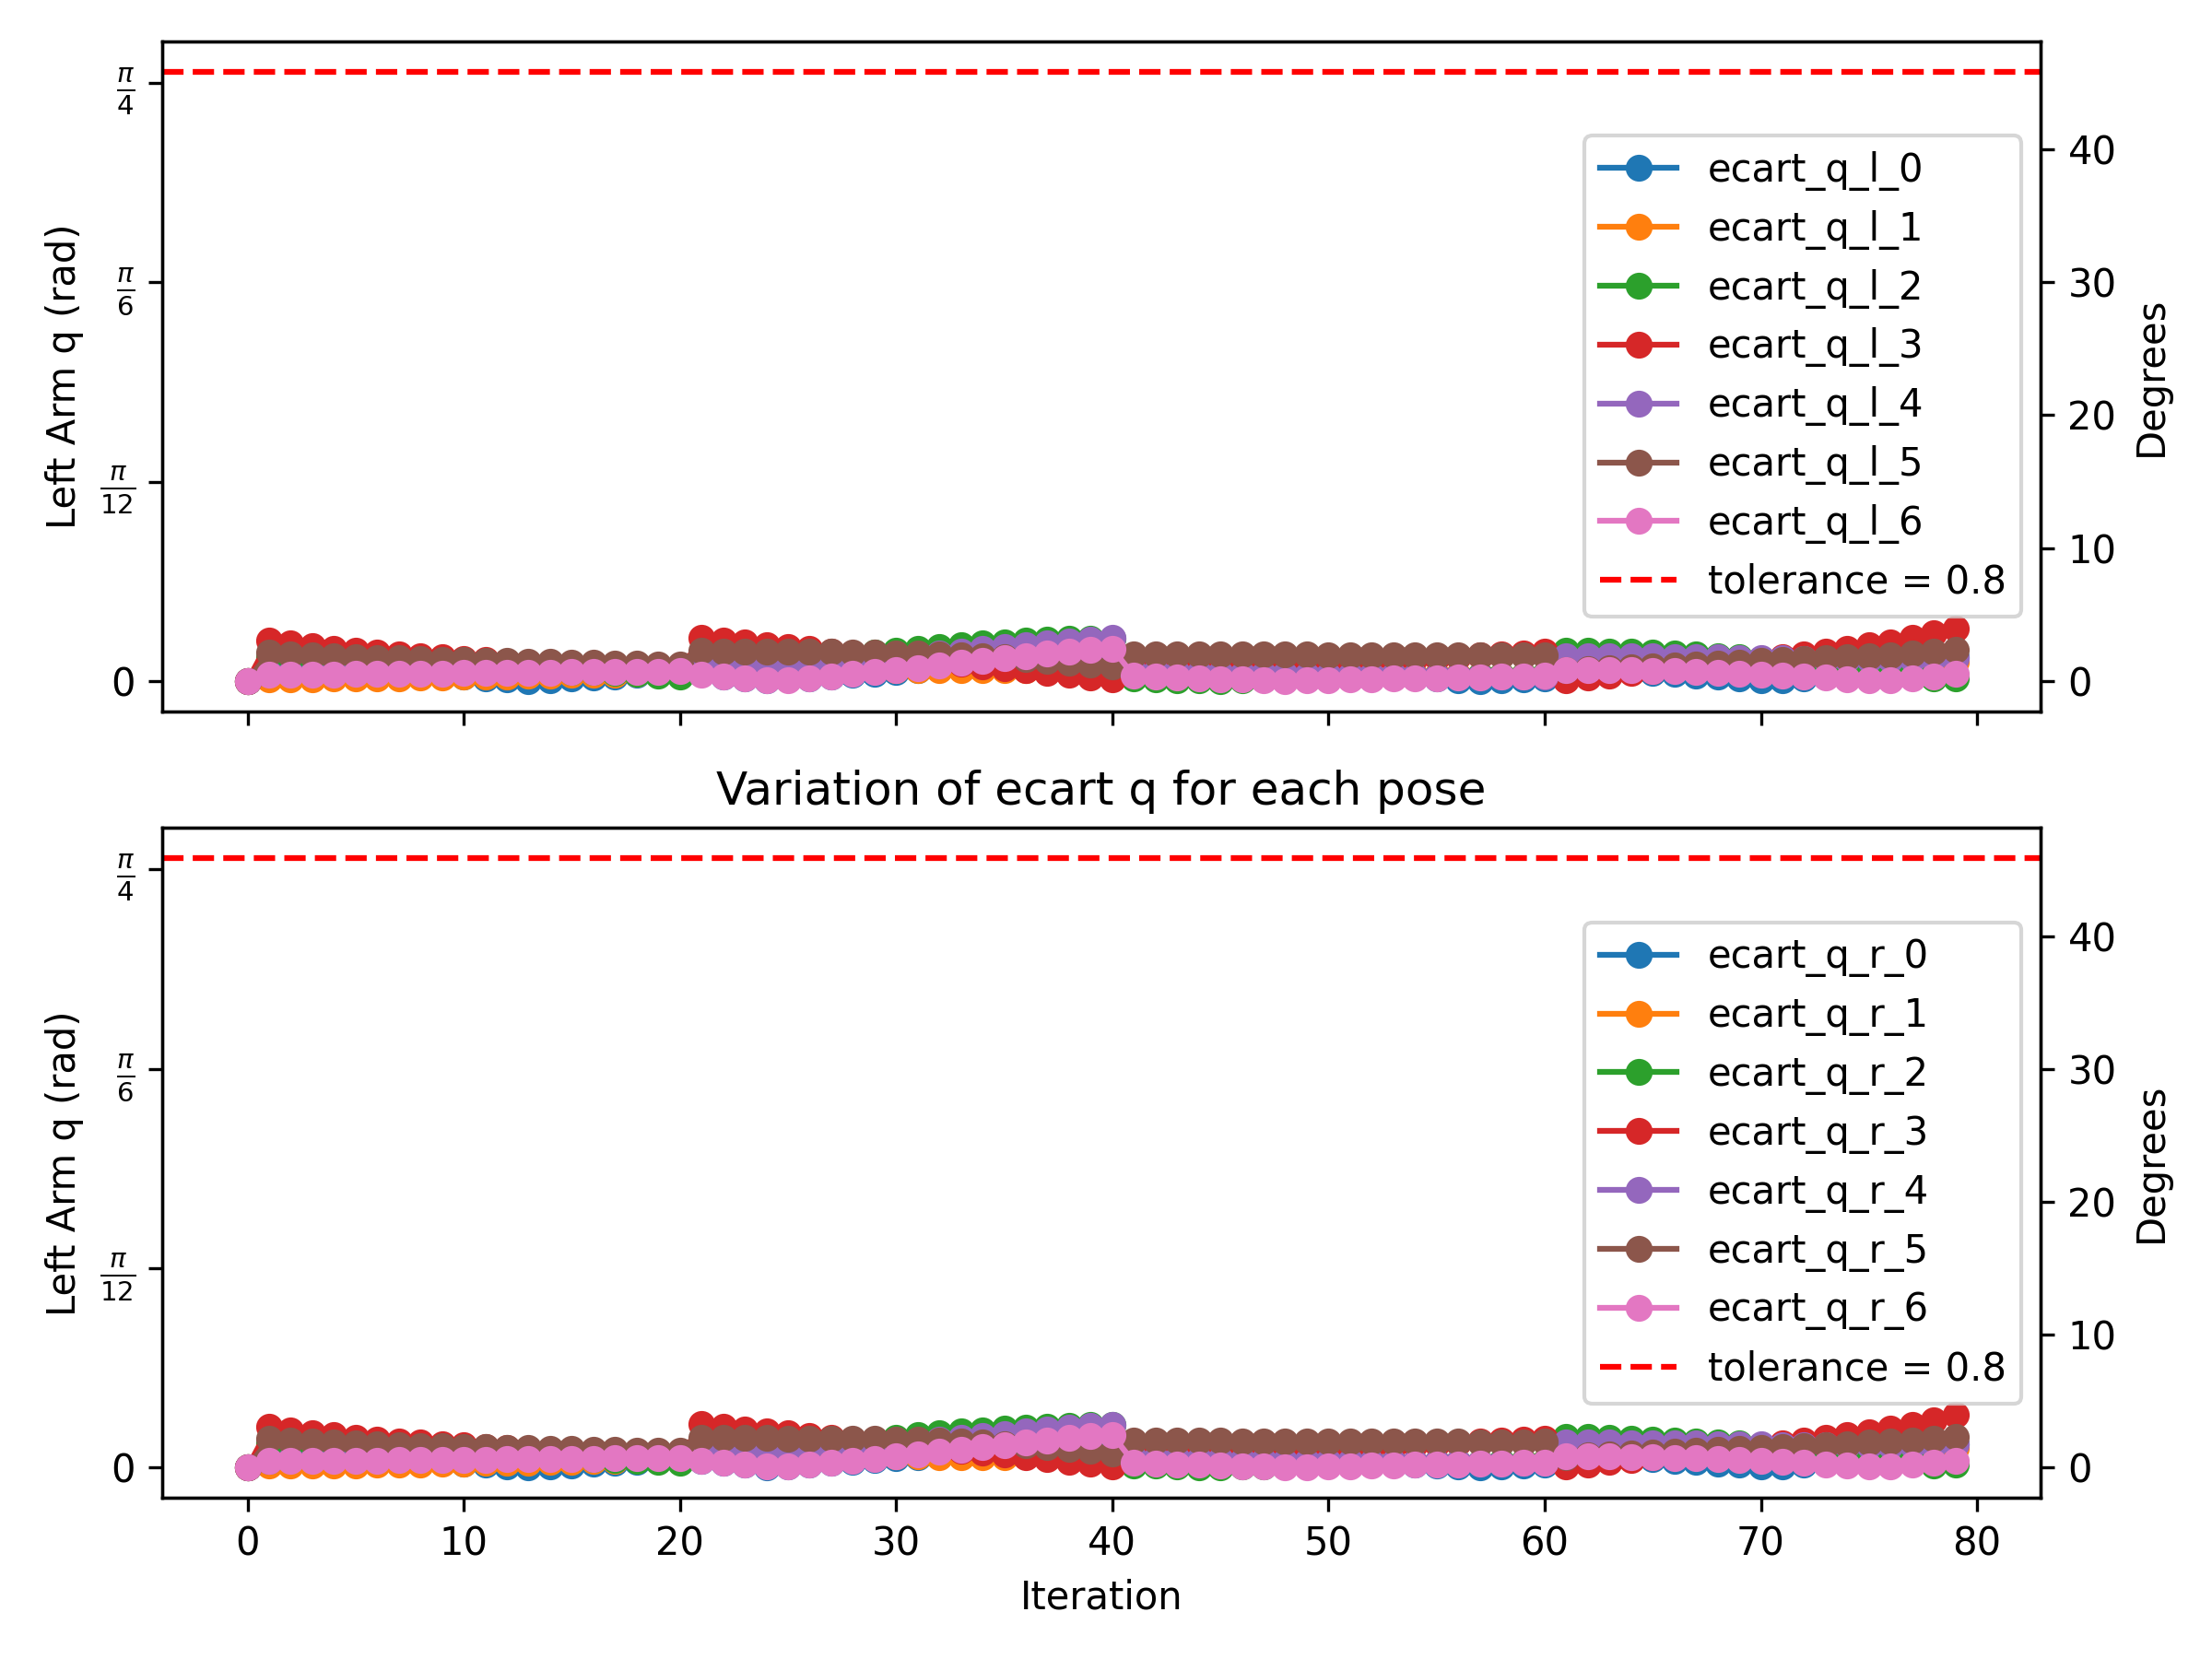 π/4
π/6
π/12
0
Left Arm q (rad)
40
30
20
10
0
Degrees
ecart_q_l_0
ecart_q_l_1
ecart_q_l_2
ecart_q_l_3
ecart_q_l_4
ecart_q_l_5
ecart_q_l_6
tolerance = 0.8
Variation of ecart q for each pose
π/4
π/6
π/12
0
Left Arm q (rad)
40
30
20
10
0
Degrees
ecart_q_r_0
ecart_q_r_1
ecart_q_r_2
ecart_q_r_3
ecart_q_r_4
ecart_q_r_5
ecart_q_r_6
tolerance = 0.8
0 10 20 30 40 50 60 70 80
Iteration